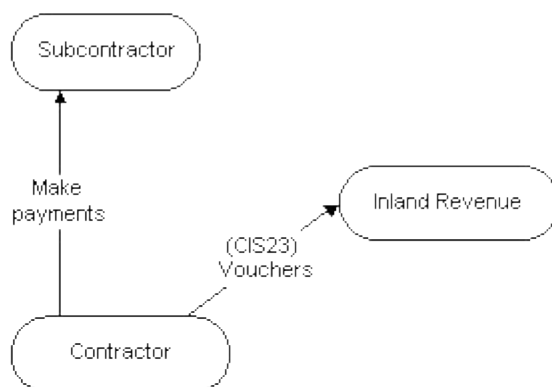 Subcontractor
Make
payments
Inland Revenue
(CIS23)
Vouchers
Contractor